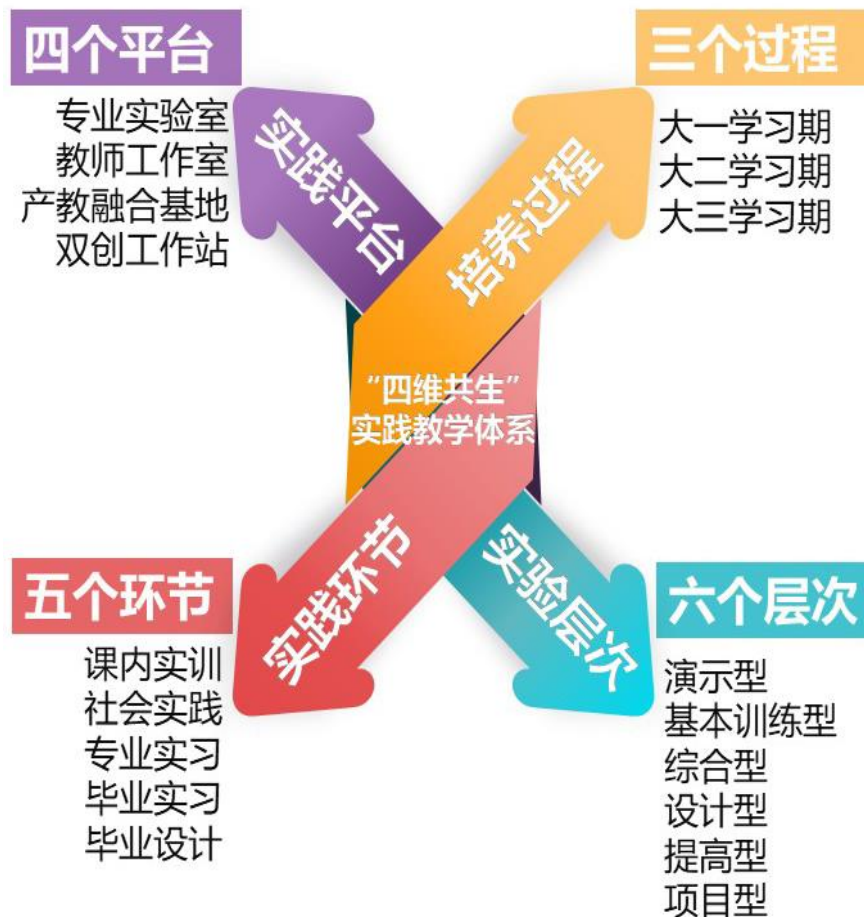 四个平台
专业实验室
教师工作室
产教融合基地
双创工作站
实践平台
三个过程
大一学习期
大二学习期
大三学习期
培养过程
“四维共生”
实践教学体系
五个环节
课内实训
社会实践
专业实习
毕业实习
毕业设计
实践环节
六个层次
演示型
基本训练型
综合型
设计型
提高型
项目型
实验层次